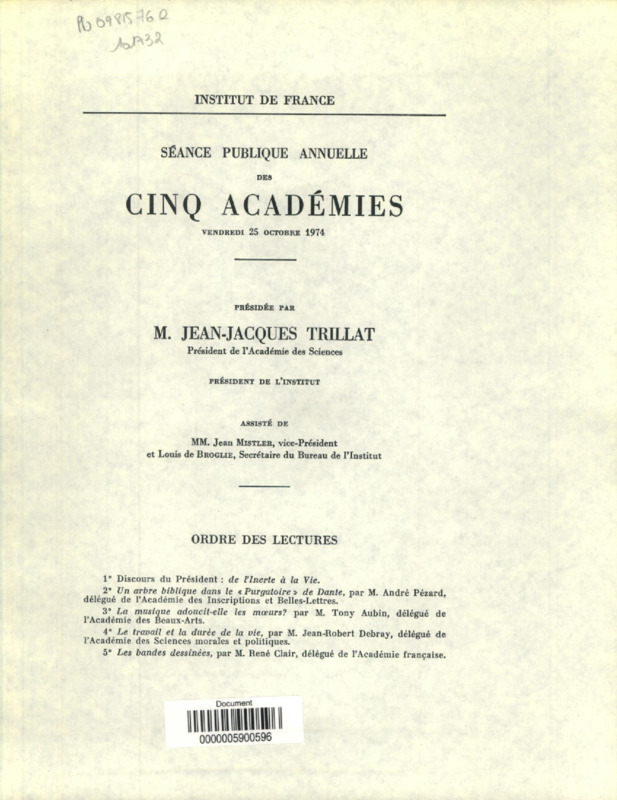 Pb 09815760
1a A32
INSTITUT DE FRANCE
SÉANCE PUBLIQUE ANNUELLE
DES
CINQ ACADÉMIES
VENDREDI 25 OCTOBRE 1974
PRÉSIDÉE PAR
M. JEAN-JACQUES TRILLAT
Président de l'Académie des Sciences
PRÉSIDENT DE L'INSTITUT
ASSISTÉ DE
MM. Jean MISTLER, vice-Président
et Louis de BROGLIE, Secrétaire du Bureau de l'Institut
ORDRE DES LECTURES
1° Discours du Président : de l'Inerte à la Vie.
2° Un arbre biblique dans le « Purgatoire » de Dante, par M. André Pézard,
délégué de l'Académie des Inscriptions et Belles-Lettres.
3° La musique adoucit-elle les mœurs? par M. Tony Aubin, délégué de
l'Académie des Beaux-Arts.
4° Le travail et la durée de la vie, par M. Jean-Robert Debray, délégué de
l'Académie des Sciences morales et politiques.
5° Les bandes dessinées, par M. René Clair, délégué de l'Académie française.
Document
0000005900596